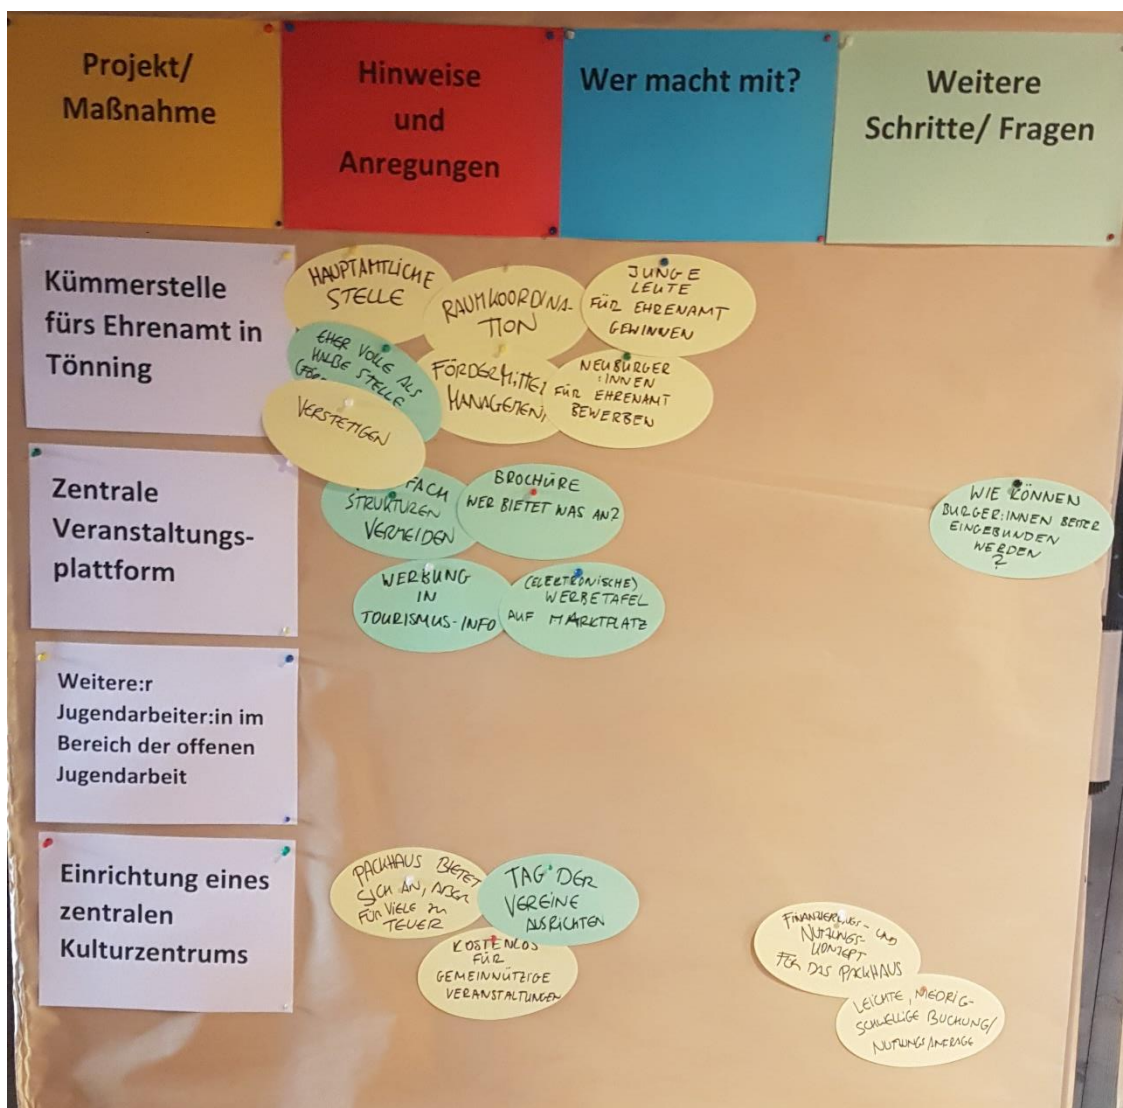 Projekt/
Maßnahme
Hinweise
und
Anregungen
Wer macht mit?
Weitere
Schritte/ Fragen
Kümmerstelle
fürs Ehrenamt in
Tönning
HAUPTAMTLICHE
STELLE
RAUMKOORDINA-
TION
JUNGE
LEUTE
FÜR EHRENAMT
GEWINNEN
EHER VOLLE ALS
HALBE STELLE
VERSTETIGEN
FÖRDERMITTEL
MANAGEMENT
NEUBÜRGER
:INNEN
FÜR EHRENAMT
BEWERBEN
Zentrale
Veranstaltungs-
plattform
FACH
STRUKTUREN
VERMEIDEN
BROCHÜRE
WER BIETET WAS AN?
WERBUNG
IN
TOURISMUS-INFO
(ELEKTRONISCHE)
WERBETAFEL
AUF MARKTPLATZ
WIE KÖNNEN
BÜRGER:INNEN BESSER
EINGEBUNDEN
WERDEN
?
Weitere:r
Jugendarbeiter:in im
Bereich der offenen
Jugendarbeit
Einrichtung eines
zentralen
Kulturzentrums
PACKHAUS BIETET
SICH AN, ABER
FÜR VIELE ZU
TEUER
TAG DER
VEREINE
AUSRICHTEN
KOSTENLOS
FÜR
GEMEINNÜTZIGE
VERANSTALTUNGEN
FINANZIERUNGS- UND
NUTZUNGS-
KONZEPT
FÜR DAS PACKHAUS
LEICHTE, NIEDRIG-
SCHWELLIGE BUCHUNG/
NUTZUNGSANFRAGE